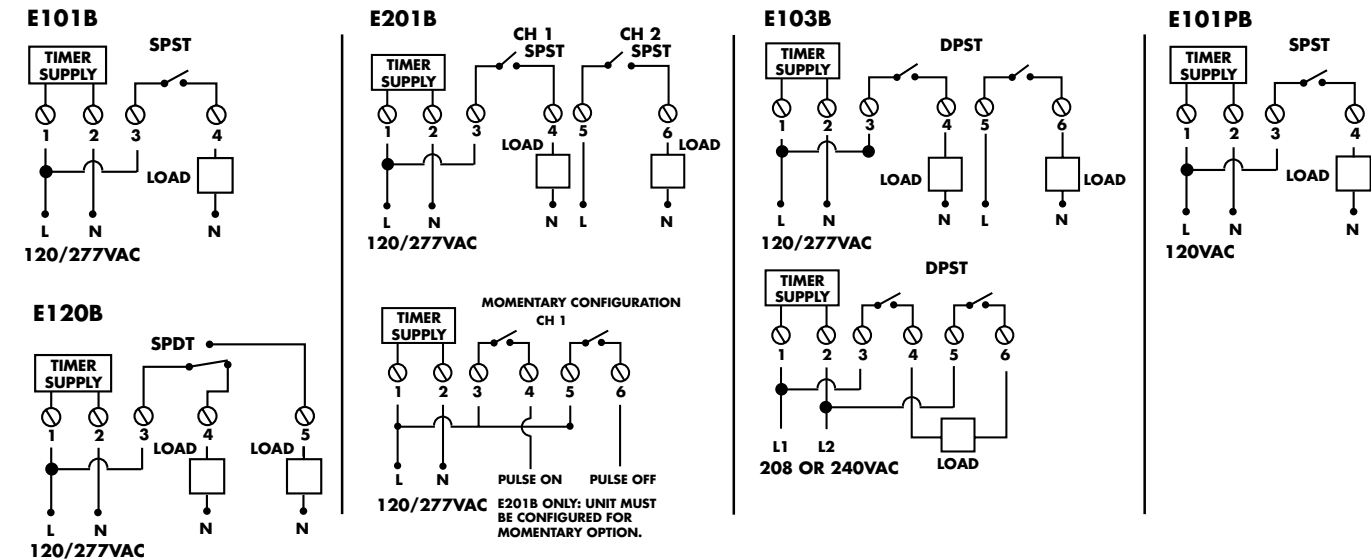 E101B
SPST
TIMER
SUPPLY
1 2 3 4
LOAD
L N N
120/277VAC
E120B
SPDT
TIMER
SUPPLY
1 2 3 4 5
LOAD LOAD
L N N N
120/277VAC
E201B
CH 1
SPST
CH 2
SPST
TIMER
SUPPLY
1 2 3 4 5 6
LOAD LOAD
L N N L N
120/277VAC
MOMENTARY CONFIGURATION
CH 1
TIMER
SUPPLY
1 2 3 4 5 6
L N PULSE ON PULSE OFF
120/277VAC
E201B ONLY: UNIT MUST
BE CONFIGURED FOR
MOMENTARY OPTION.
E103B
DPST
TIMER
SUPPLY
1 2 3 4 5 6
LOAD LOAD
L N N L N
120/277VAC
DPST
TIMER
SUPPLY
1 2 3 4 5 6
L1 L2
LOAD
208 OR 240VAC
E101PB
SPST
TIMER
SUPPLY
1 2 3 4
LOAD
L N N
120VAC